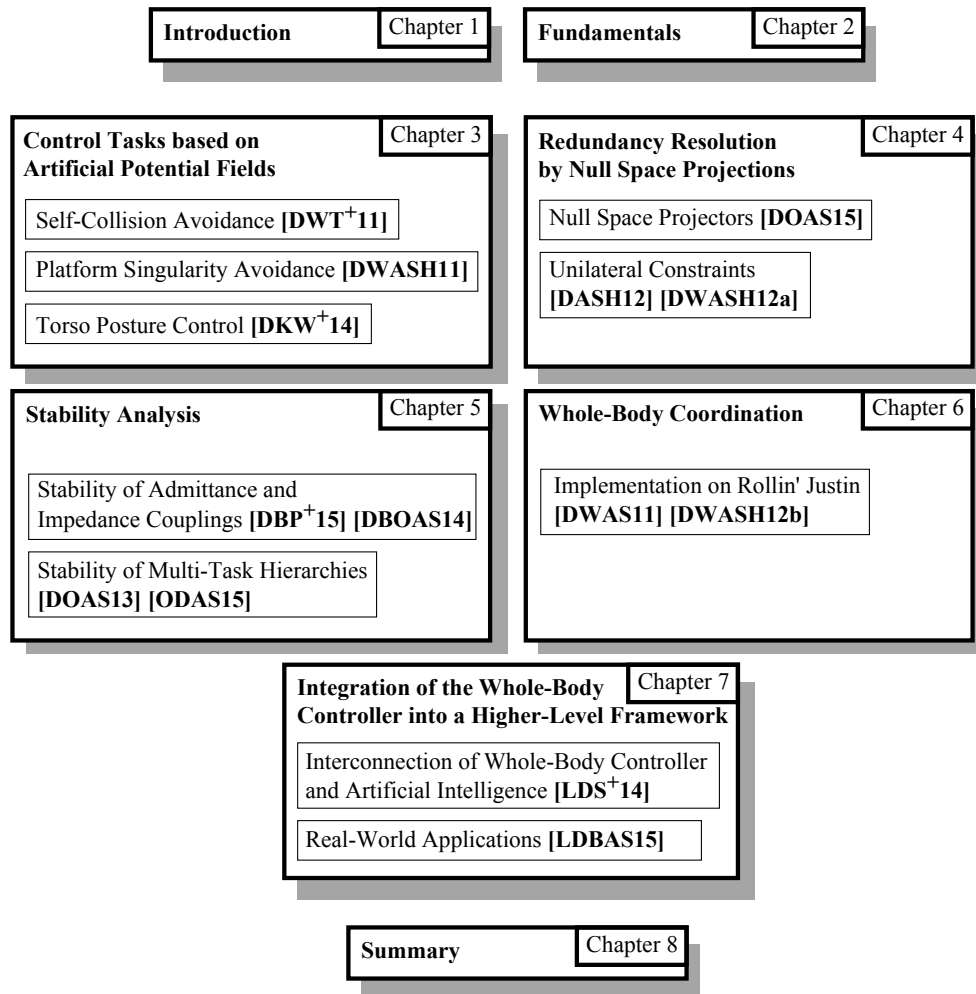 Introduction
Chapter 1
Fundamentals
Chapter 2
Control Tasks based on
Artificial Potential Fields
Chapter 3
Self-Collision Avoidance [DWT+11]
Platform Singularity Avoidance [DWASH11]
Torso Posture Control [DKW+14]
Redundancy Resolution
by Null Space Projections
Chapter 4
Null Space Projectors [DOAS15]
Unilateral Constraints
[DASH12] [DWASH12a]
Stability Analysis
Chapter 5
Stability of Admittance and
Impedance Couplings [DBP+15] [DBOAS14]
Stability of Multi-Task Hierarchies
[DOAS13] [ODAS15]
Whole-Body Coordination
Chapter 6
Implementation on Rollin' Justin
[DWAS11] [DWASH12b]
Integration of the Whole-Body
Controller into a Higher-Level Framework
Chapter 7
Interconnection of Whole-Body Controller
and Artificial Intelligence [LDS+14]
Real-World Applications [LDBAS15]
Summary
Chapter 8